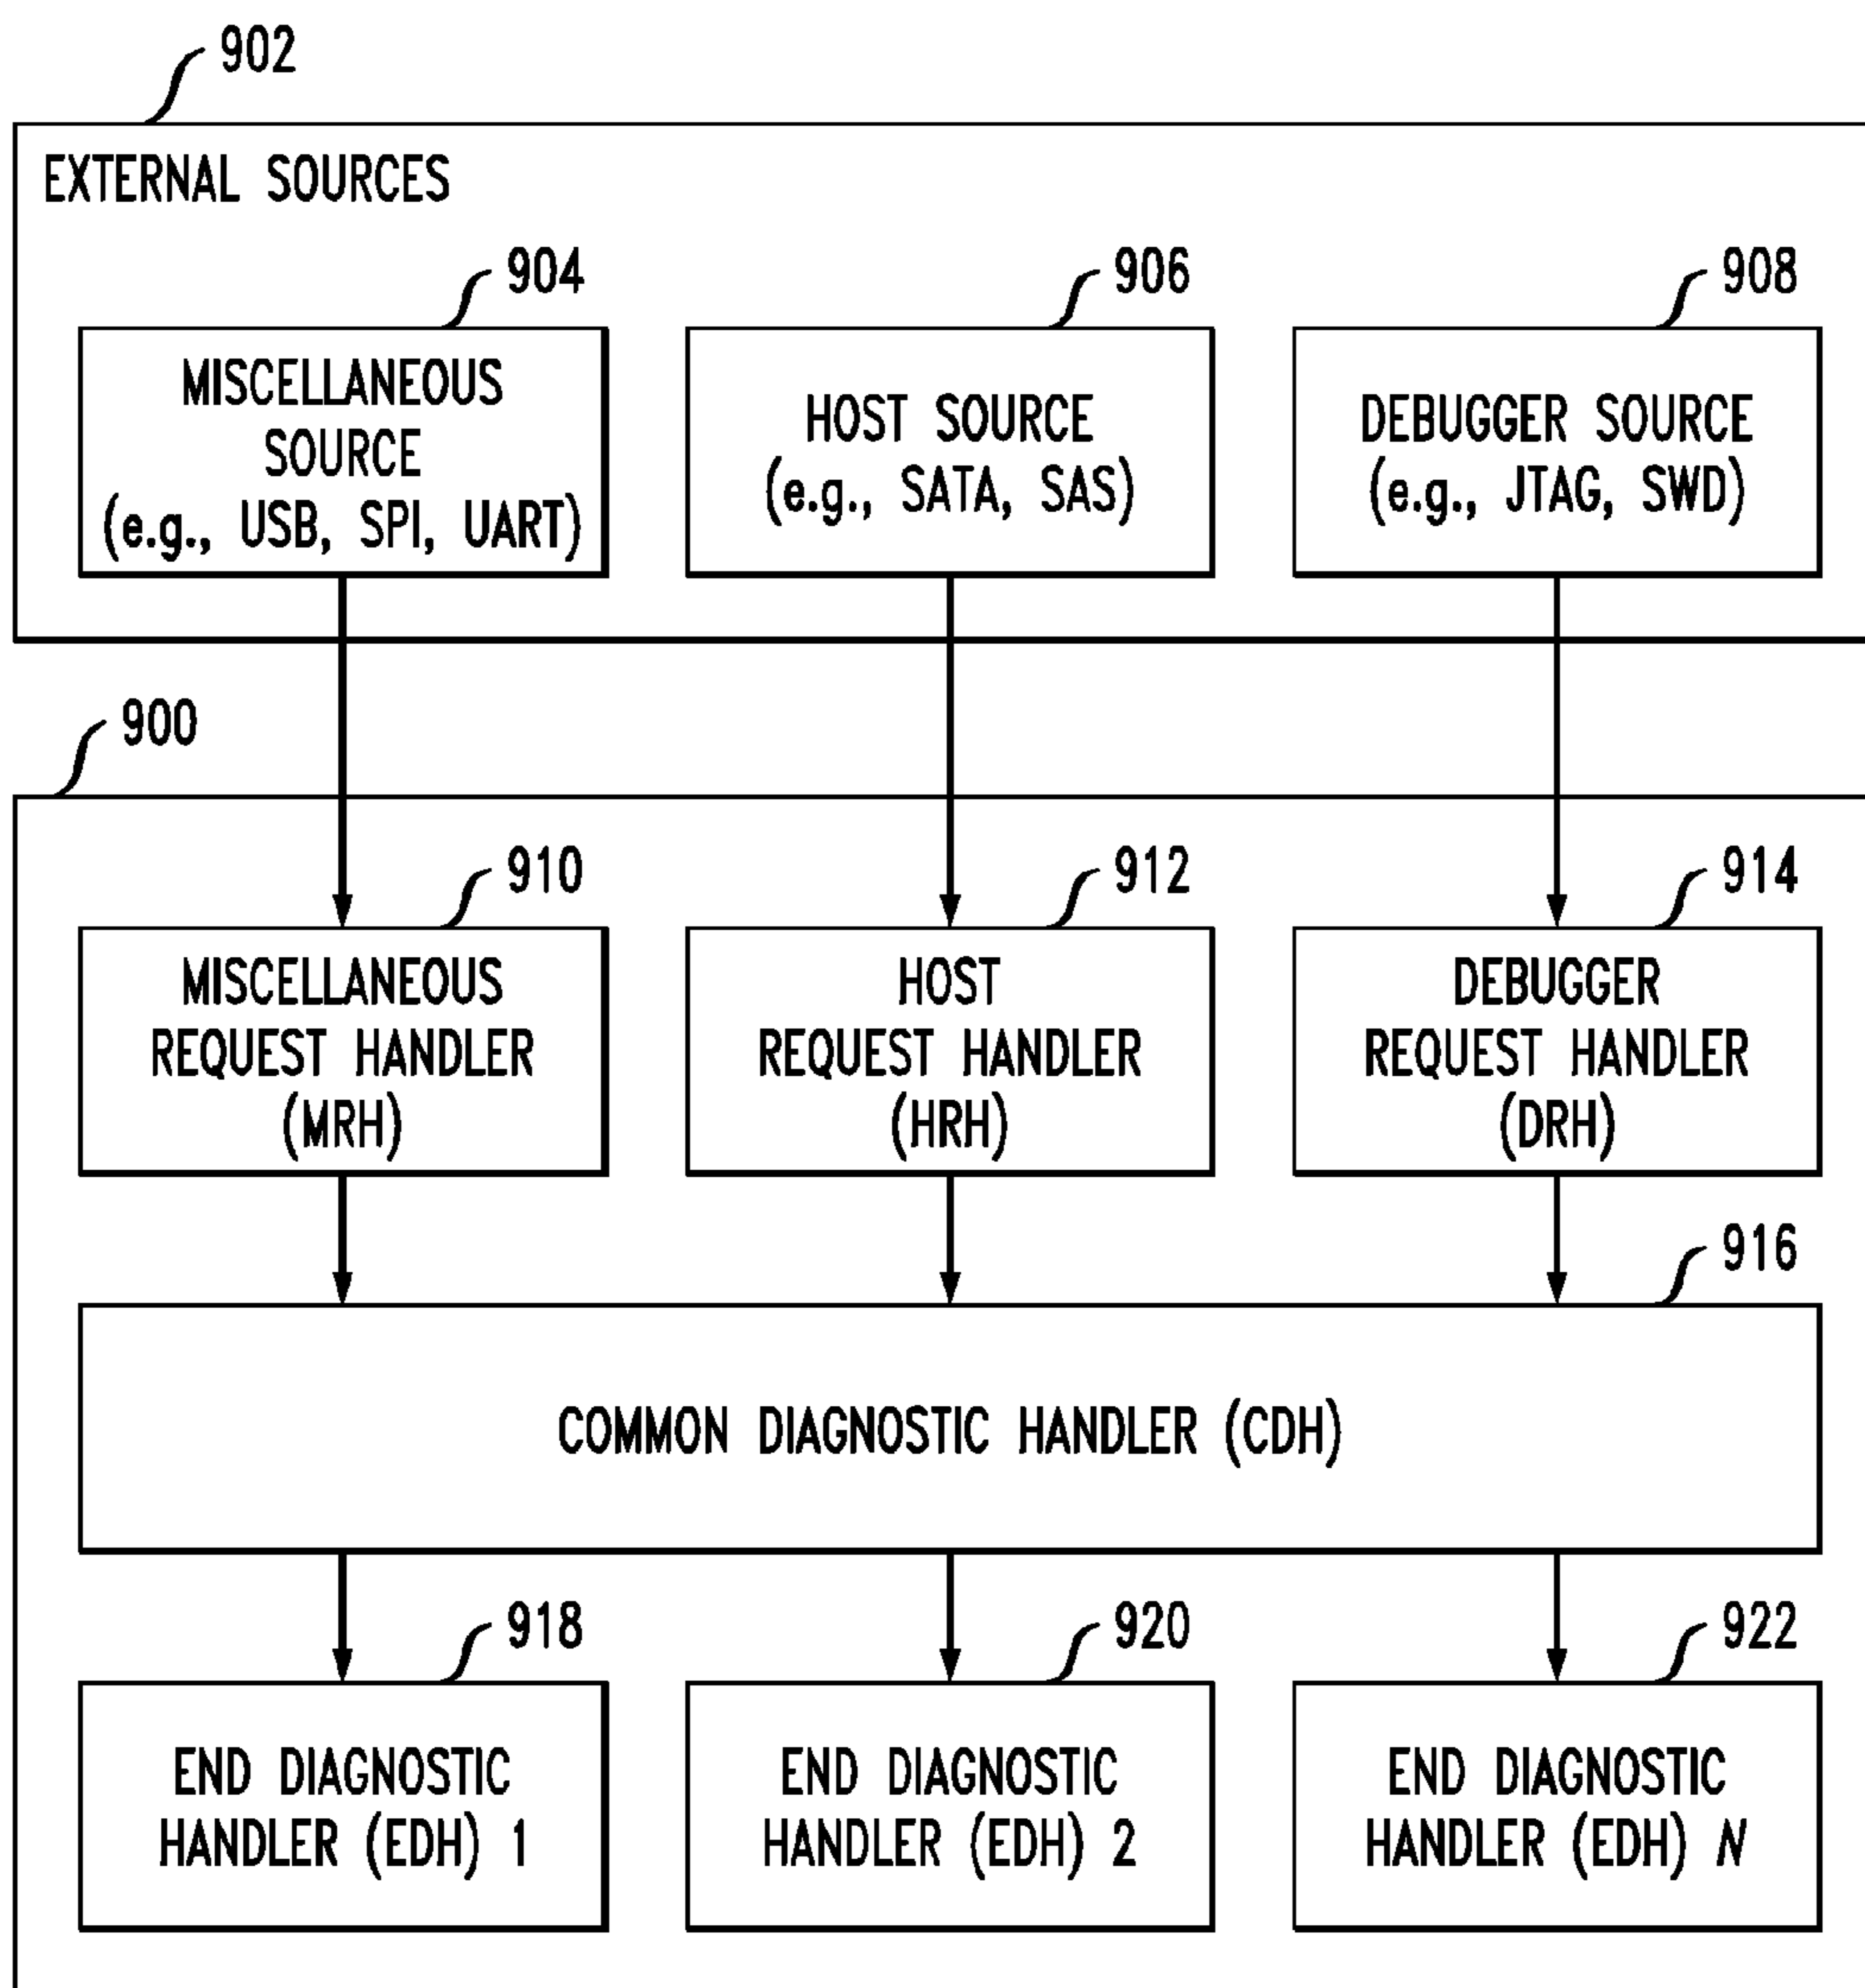 902
EXTERNAL SOURCES
904
906
908
MISCELLANEOUS
SOURCE
(e.g., USB, SPI, UART)
HOST SOURCE
(e.g., SATA, SAS)
DEBUGGER SOURCE
(e.g., JTAG, SWD)
900
910
912
914
MISCELLANEOUS
REQUEST HANDLER
(MRH)
HOST
REQUEST HANDLER
(HRH)
DEBUGGER
REQUEST HANDLER
(DRH)
916
COMMON DIAGNOSTIC HANDLER (CDH)
918
920
922
END DIAGNOSTIC
HANDLER (EDH) 1
END DIAGNOSTIC
HANDLER (EDH) 2
END DIAGNOSTIC
HANDLER (EDH) N